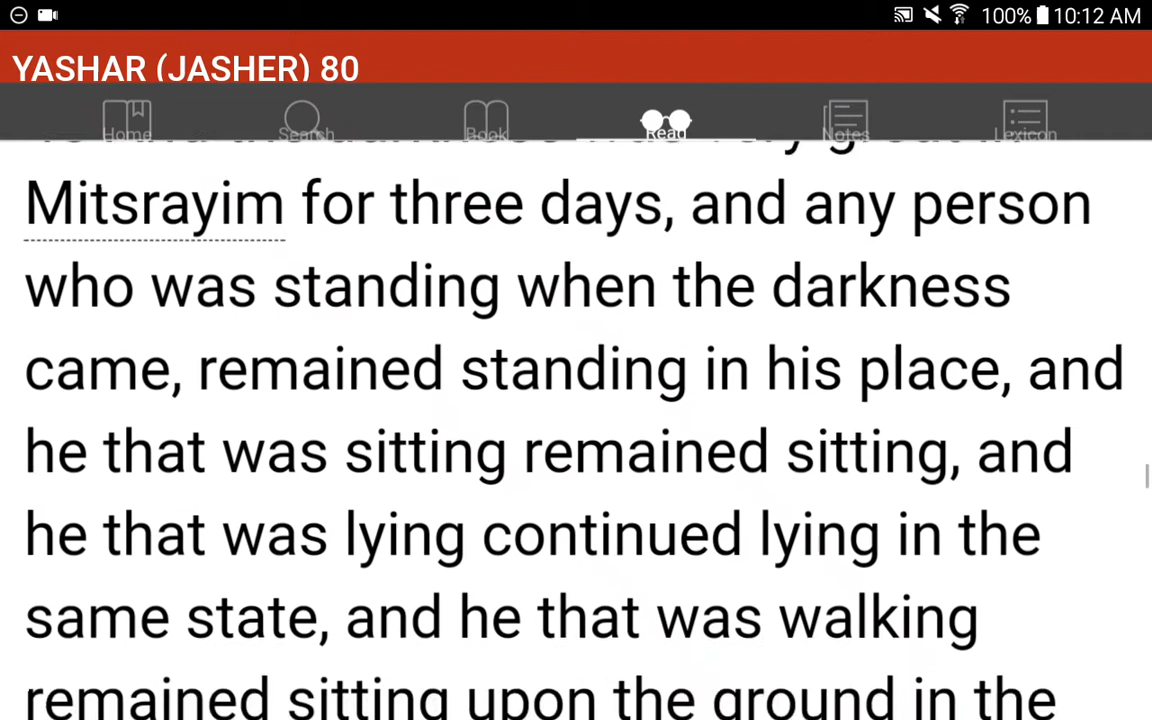 100% 10:12 AM
YASHAR (JASHER) 80
Home Search Book Read Notes Lexicon
Mitsrayim for three days, and any person
who was standing when the darkness
came, remained standing in his place, and
he that was sitting remained sitting, and
he that was lying continued lying in the
same state, and he that was walking
remained sitting upon the ground in the